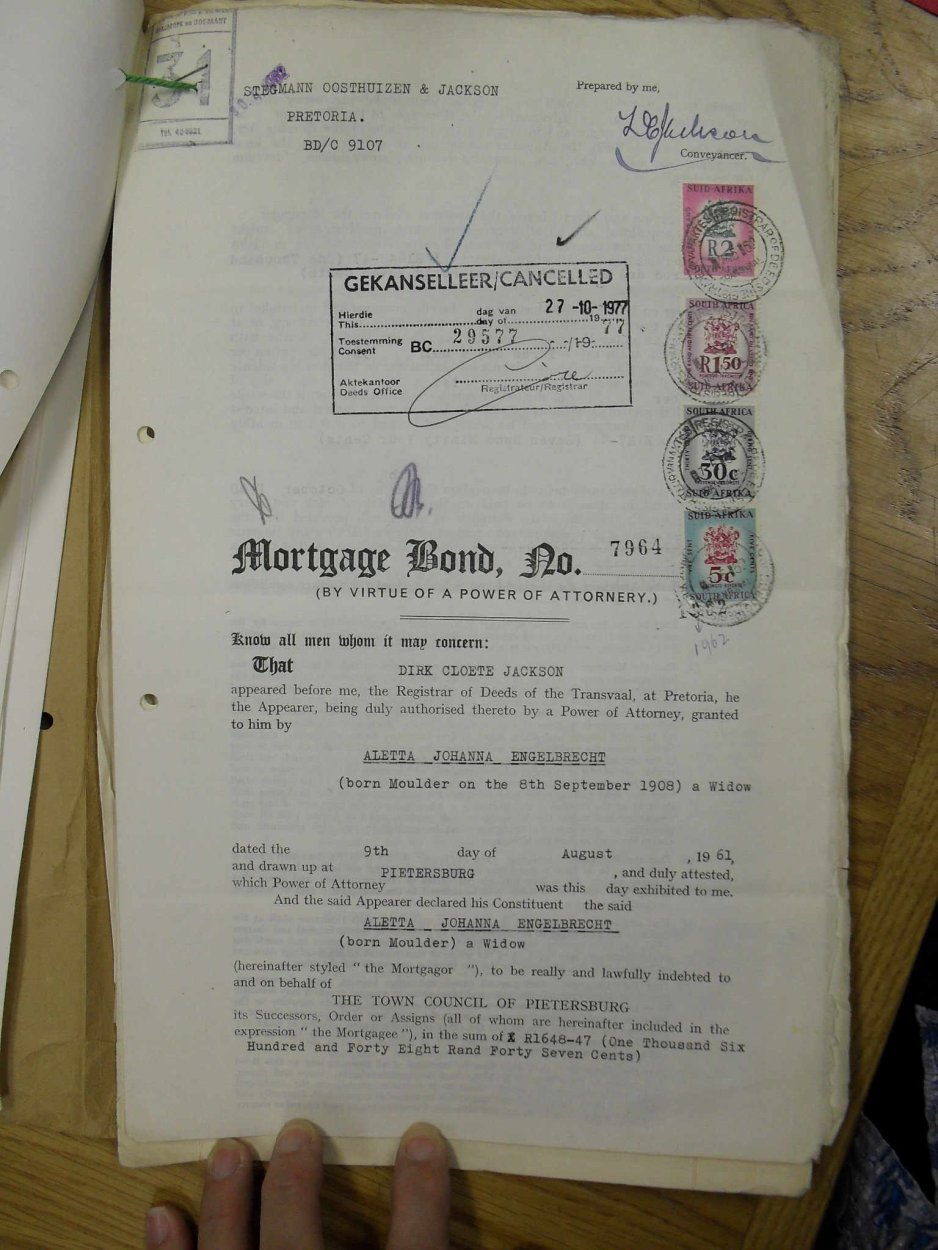 Tel. 42-8821
STEGMANN OOSTHUIZEN & JACKSON
PRETORIA.
BD/C 9107
Prepared by me,
Conveyancer.
SUID-AFRIKA
R2
SOUTH AFRICA
GEKANSELLEER/CANCELLED
Hierdie dag van 27-10-1977
This day of 19 77
Toestemming
Consent BC 29577 /19
Aktekantoor
Deeds Office
Registrateur/Registrar
SOUTH AFRICA
R1.50
SUID-AFRIKA
SOUTH AFRICA
30c
SUID-AFRIKA
SUID-AFRIKA
5c
SOUTH AFRICA
1962
Mortgage Bond, No. 7964
(BY VIRTUE OF A POWER OF ATTORNERY.)
Know all men whom it may concern:
That DIRK CLOETE JACKSON
appeared before me, the Registrar of Deeds of the Transvaal, at Pretoria, he
the Appearer, being duly authorised thereto by a Power of Attorney, granted
to him by
ALETTA JOHANNA ENGELBRECHT
(born Moulder on the 8th September 1908) a Widow
dated the 9th day of August , 19 61,
and drawn up at PIETERSBURG , and duly attested,
which Power of Attorney was this day exhibited to me.
And the said Appearer declared his Constituent the said
ALETTA JOHANNA ENGELBRECHT
(born Moulder) a Widow
(hereinafter styled " the Mortgagor "), to be really and lawfully indebted to
and on behalf of
THE TOWN COUNCIL OF PIETERSBURG
its Successors, Order or Assigns (all of whom are hereinafter included in the
expression " the Mortgagee "), in the sum of R1648-47 (One Thousand Six
Hundred and Forty Eight Rand Forty Seven Cents)